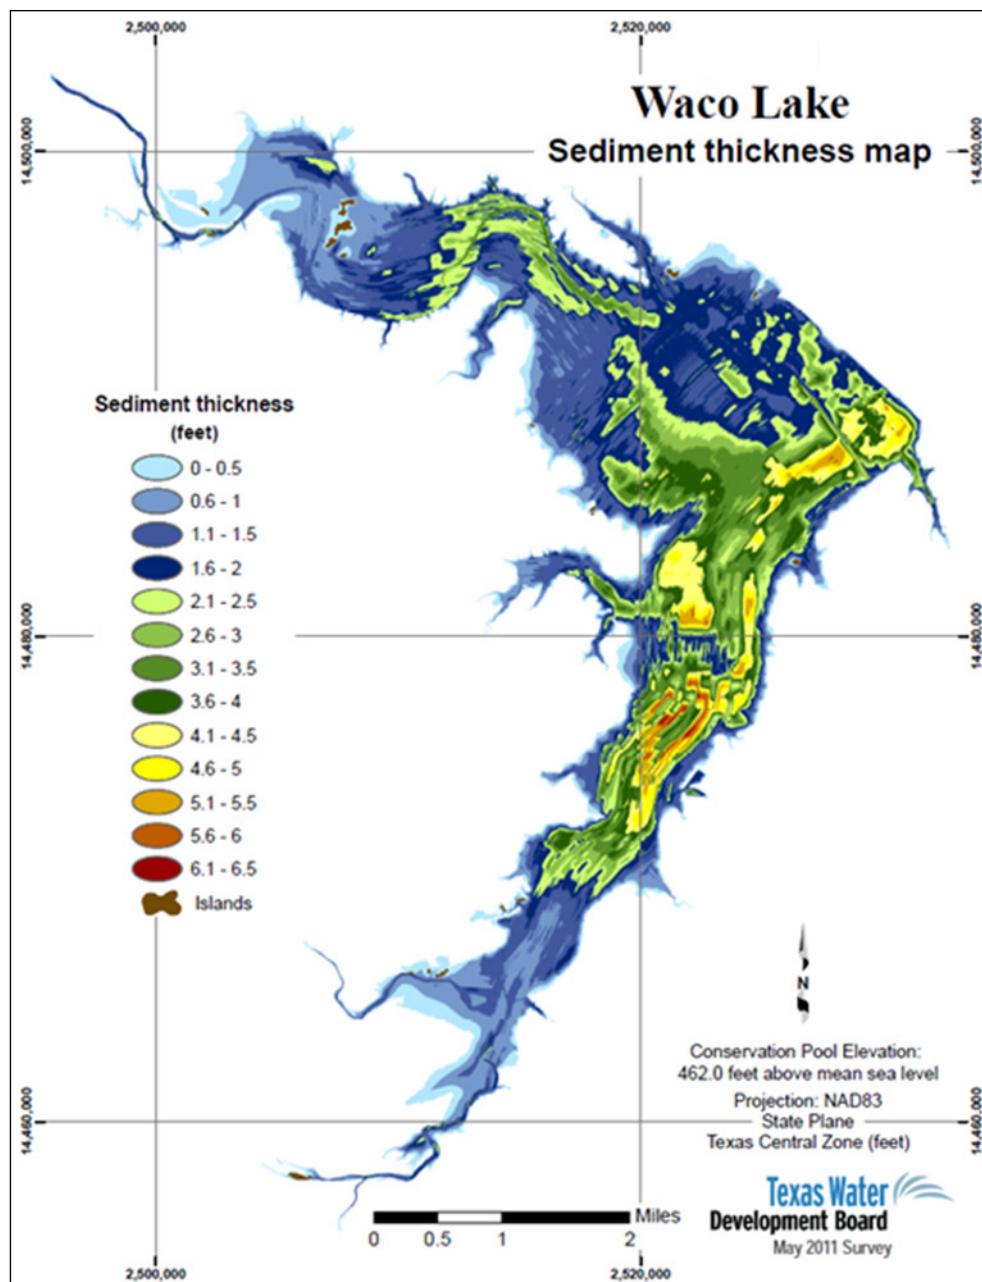 2,500,000
2,520,000
Waco Lake
Sediment thickness map
14,500,000
14,500,000
Sediment thickness
(feet)
0 - 0.5
0.6 - 1
1.1 - 1.5
1.6 - 2
2.1 - 2.5
2.6 - 3
3.1 - 3.5
3.6 - 4
4.1 - 4.5
4.6 - 5
5.1 - 5.5
5.6 - 6
6.1 - 6.5
Islands
14,480,000
14,480,000
N
Conservation Pool Elevation:
462.0 feet above mean sea level
Projection: NAD83
State Plane
Texas Central Zone (feet)
14,460,000
14,460,000
Texas Water
Development Board
May 2011 Survey
Miles
0 0.5 1 2
2,500,000
2,520,000